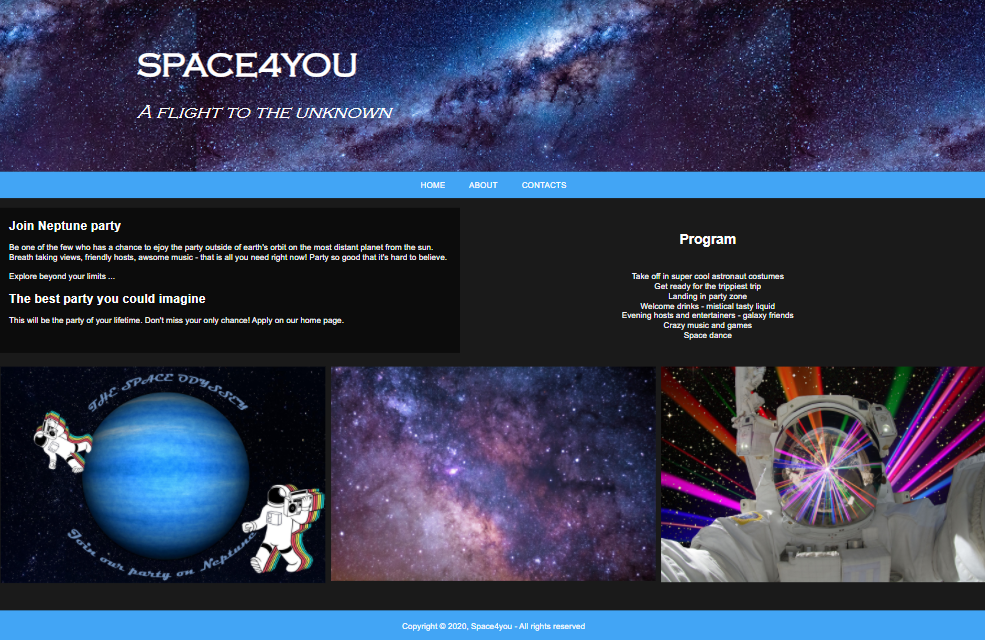 SPACE4YOU
A FLIGHT TO THE UNKNOWN
HOME ABOUT CONTACTS
Join Neptune party
Be one of the few who has a chance to ejoy the party outside of earth's orbit on the most distant planet from the sun.
Breath taking views, friendly hosts, awsome music - that is all you need right now! Party so good that it's hard to believe.
Explore beyond your limits ...
The best party you could imagine
This will be the party of your lifetime. Don't miss your only chance! Apply on our home page.
Program
Take off in super cool astronaut costumes
Get ready for the trippiest trip
Landing in party zone
Welcome drinks - mistical tasty liquid
Evening hosts and entertainers - galaxy friends
Crazy music and games
Space dance
THE SPACE ODYSSEY
Join our party on Neptune
Copyright © 2020, Space4you - All rights reserved